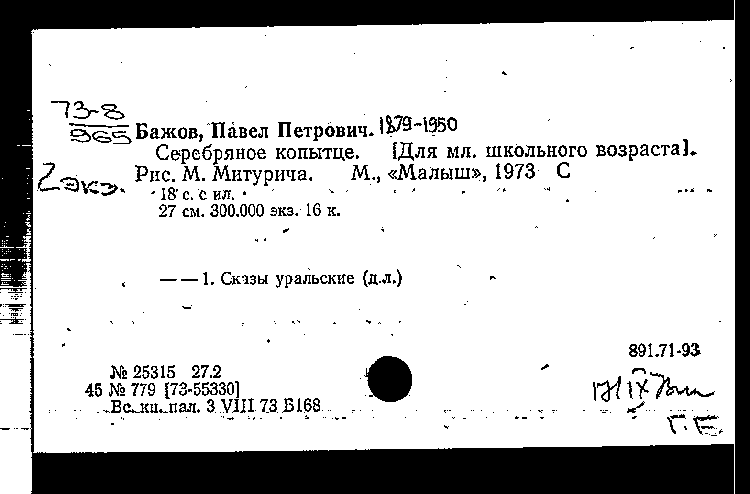 73-8
965
Бажов, Павел Петрович. 1879-1950
Серебряное копытце. [Для мл. школьного возраста].
2 экз.
Рис. М. Митурича. М., «Малыш», 1973 С
18 с. с ил.
27 см. 300.000 экз. 16 к.
— — 1. Сказы уральские (д.л.)
891.71-93
№ 25315 27.2
45 № 779 [73-55330]
Вс. кн. пал. 3 VIII 73 Б168
Г.Е.